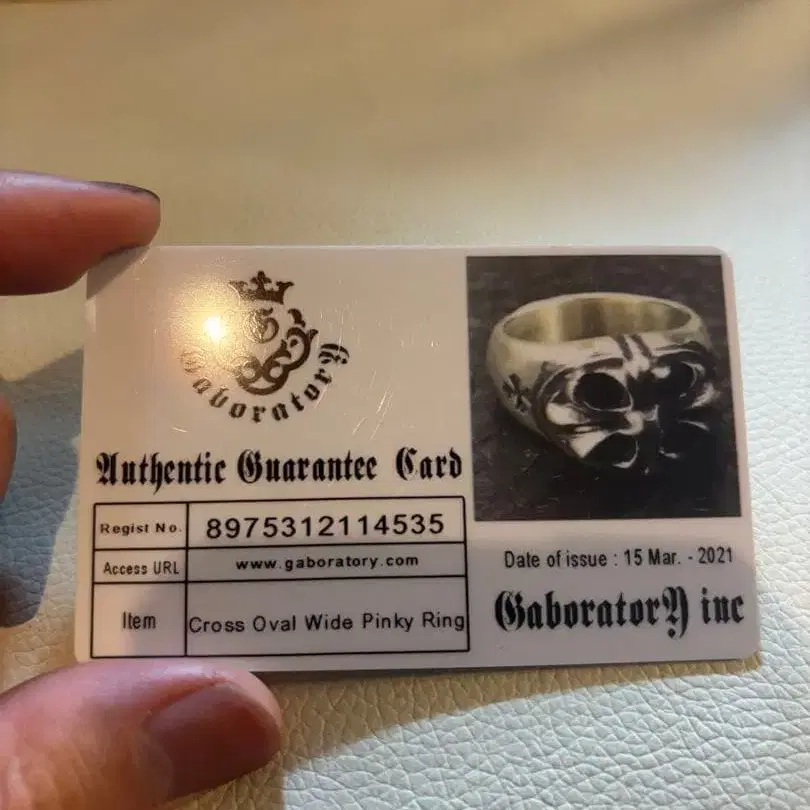 G
Gaboratory
Authentic Guarantee Card
Regist No. 8975312114535
Access URL www.gaboratory.com
Item Cross Oval Wide Pinky Ring
Date of issue : 15 Mar. - 2021
Gaboratory inc